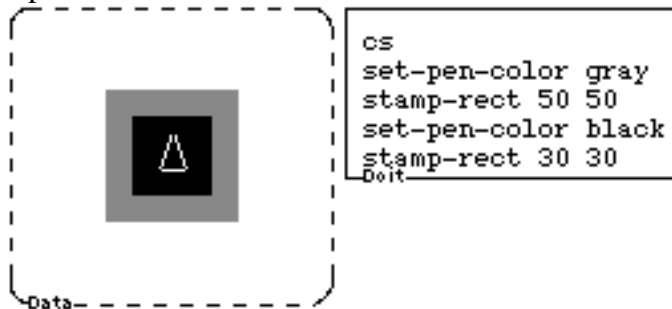 cs
set-pen-color gray
stamp-rect 50 50
set-pen-color black
stamp-rect 30 30
Doit
Data